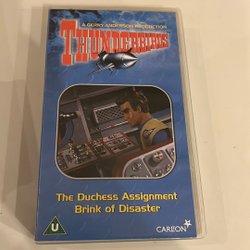 A GERRY ANDERSON PRODUCTION
THUNDERBIRDS
The Duchess Assignment
Brink of Disaster
U
CARLTON